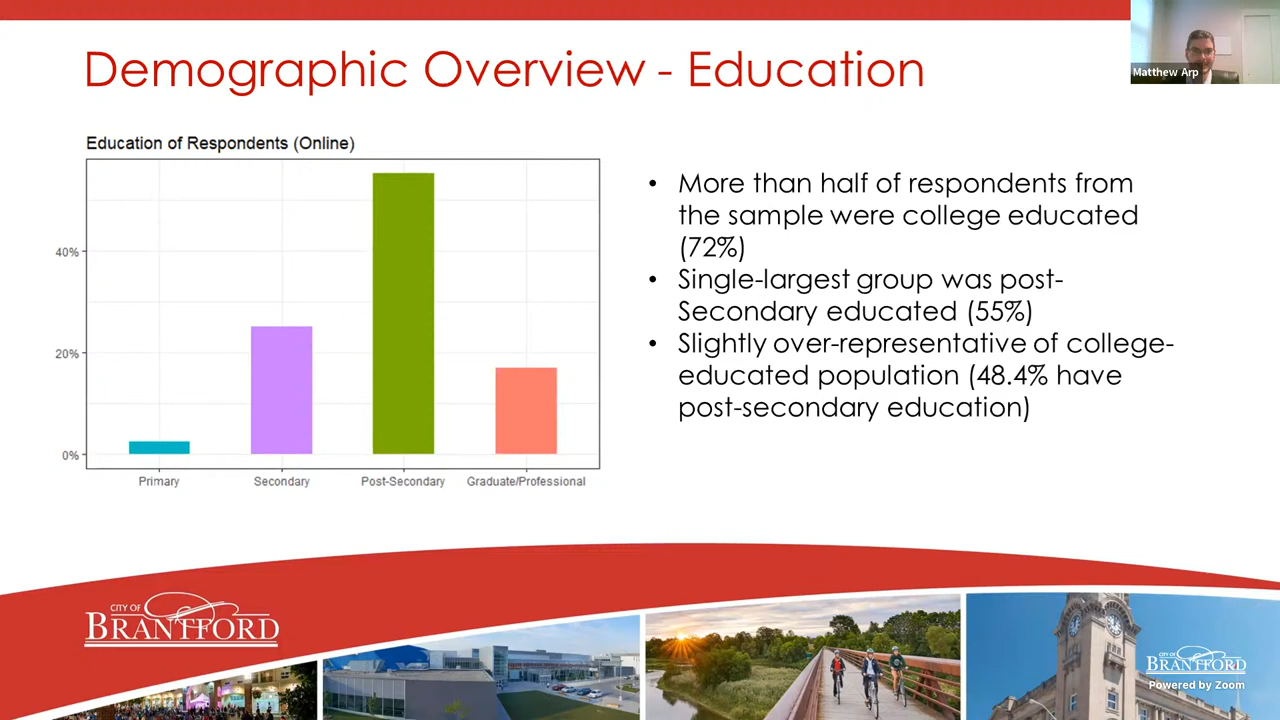 Demographic Overview - Education
Matthew Arp
Education of Respondents (Online)
40%
20%
0%
Primary
Secondary
Post-Secondary
Graduate/Professional
• More than half of respondents from
the sample were college educated
(72%)
• Single-largest group was post-
Secondary educated (55%)
• Slightly over-representative of college-
educated population (48.4% have
post-secondary education)
CITY OF
BRANTFORD
CITY OF
BRANTFORD
Powered by Zoom